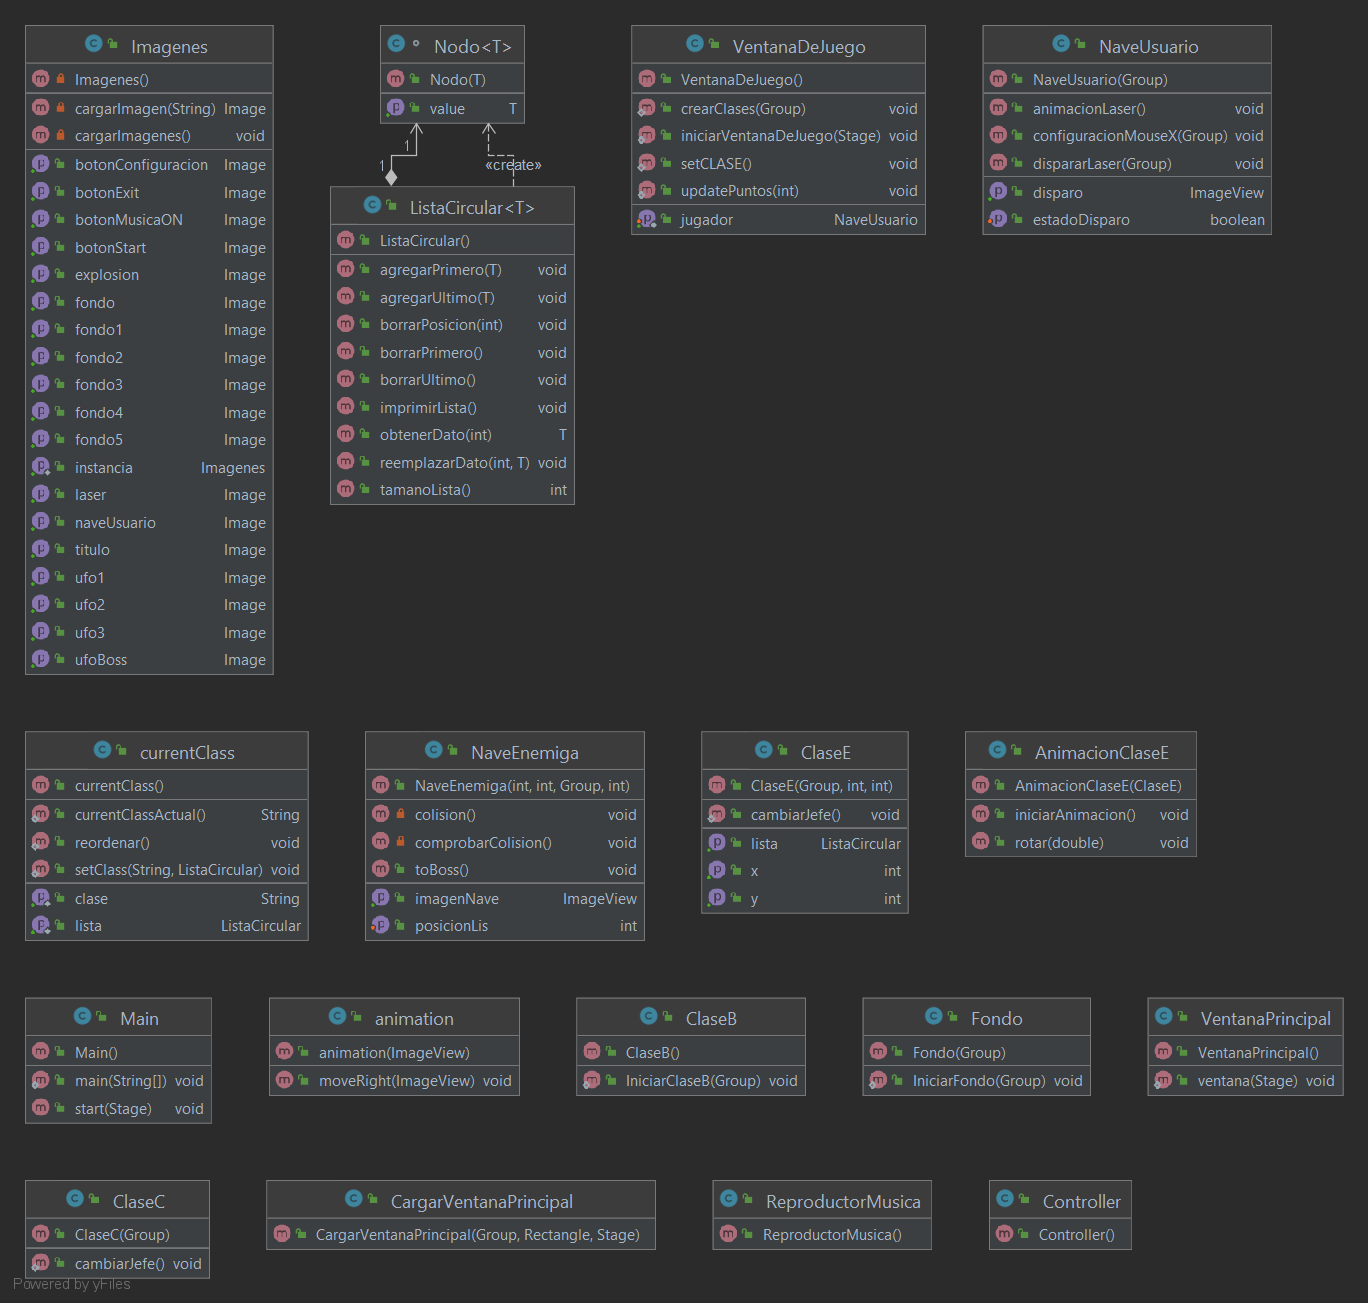 Imagenes
Imagenes()
cargarImagen(String) Image
cargarImagenes() void
botonConfiguracion Image
botonExit Image
botonMusicaON Image
botonStart Image
explosion Image
fondo Image
fondo1 Image
fondo2 Image
fondo3 Image
fondo4 Image
fondo5 Image
instancia Imagenes
laser Image
naveUsuario Image
titulo Image
ufo1 Image
ufo2 Image
ufo3 Image
ufoBoss Image
Nodo<T>
Nodo(T)
value T
1
1
«create»
ListaCircular<T>
ListaCircular()
agregarPrimero(T) void
agregarUltimo(T) void
borrarPosicion(int) void
borrarPrimero() void
borrarUltimo() void
imprimirLista() void
obtenerDato(int) T
reemplazarDato(int, T) void
tamanoLista() int
VentanaDeJuego
VentanaDeJuego()
crearClases(Group) void
iniciarVentanaDeJuego(Stage) void
setCLASE() void
updatePuntos(int) void
jugador NaveUsuario
NaveUsuario
NaveUsuario(Group)
animacionLaser() void
configuracionMouseX(Group) void
dispararLaser(Group) void
disparo ImageView
estadoDisparo boolean
currentClass
currentClass()
currentClassActual() String
reordenar() void
setClass(String, ListaCircular) void
clase String
lista ListaCircular
NaveEnemiga
NaveEnemiga(int, int, Group, int)
colision() void
comprobarColision() void
toBoss() void
imagenNave ImageView
posicionLis int
ClaseE
ClaseE(Group, int, int)
cambiarJefe() void
lista ListaCircular
x int
y int
AnimacionClaseE
AnimacionClaseE(ClaseE)
iniciarAnimacion() void
rotar(double) void
Main
Main()
main(String[]) void
start(Stage) void
animation
animation(ImageView)
moveRight(ImageView) void
ClaseB
ClaseB()
IniciarClaseB(Group) void
Fondo
Fondo(Group)
IniciarFondo(Group) void
VentanaPrincipal
VentanaPrincipal()
ventana(Stage) void
ClaseC
ClaseC(Group)
cambiarJefe() void
CargarVentanaPrincipal
CargarVentanaPrincipal(Group, Rectangle, Stage)
ReproductorMusica
ReproductorMusica()
Controller
Controller()
Powered by yFiles